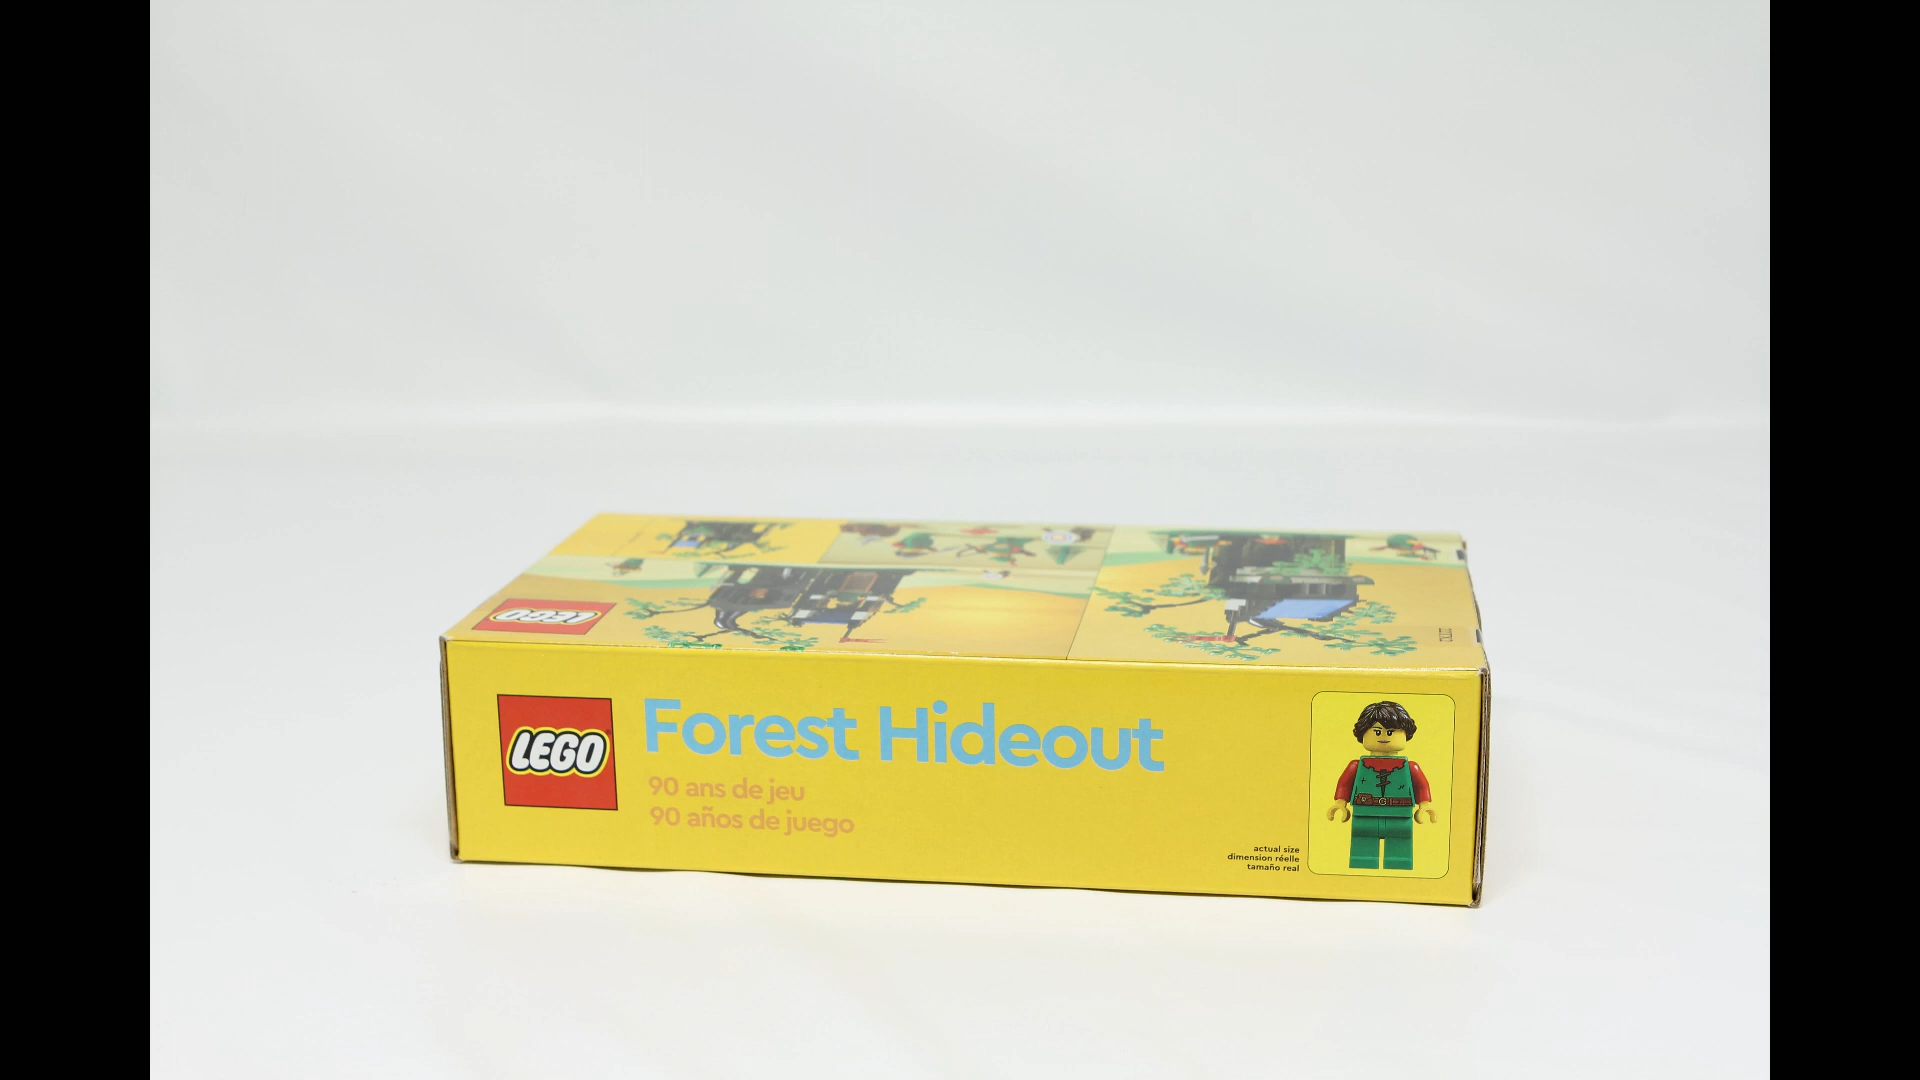 LEGO
LEGO
Forest Hideout
90 ans de jeu
90 años de juego
actual size
dimension réelle
tamaño real